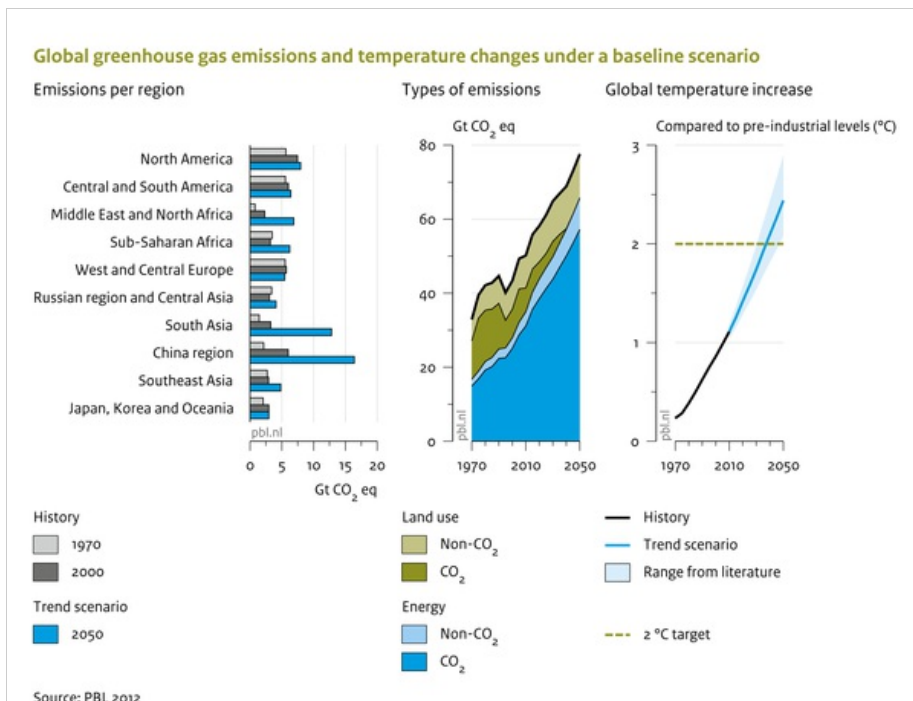 Global greenhouse gas emissions and temperature changes under a baseline scenario
Emissions per region
North America
Central and South America
Middle East and North Africa
Sub-Saharan Africa
West and Central Europe
Russian region and Central Asia
South Asia
China region
Southeast Asia
Japan, Korea and Oceania
pbl.nl
0 5 10 15 20
Gt CO₂ eq
History
1970
2000
Trend scenario
2050
Types of emissions
Gt CO₂ eq
80
60
40
20
0
pbl.nl
1970 2010 2050
Land use
Non-CO₂
CO₂
Energy
Non-CO₂
CO₂
Global temperature increase
Compared to pre-industrial levels (°C)
3
2
1
0
pbl.nl
1970 2010 2050
History
Trend scenario
Range from literature
2 °C target
Source: PBL 2012